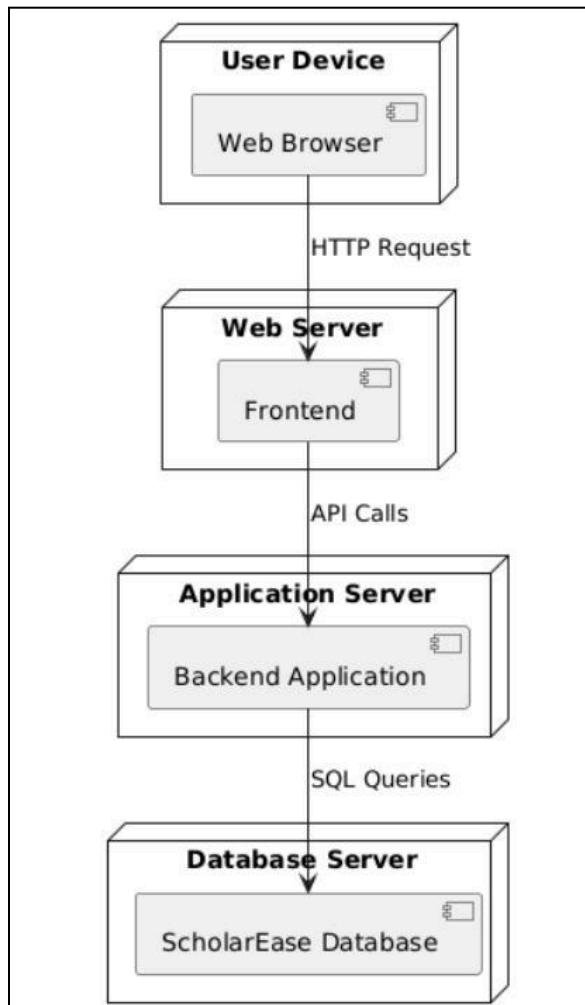 User Device
Web Browser
HTTP Request
Web Server
Frontend
API Calls
Application Server
Backend Application
SQL Queries
Database Server
ScholarEase Database